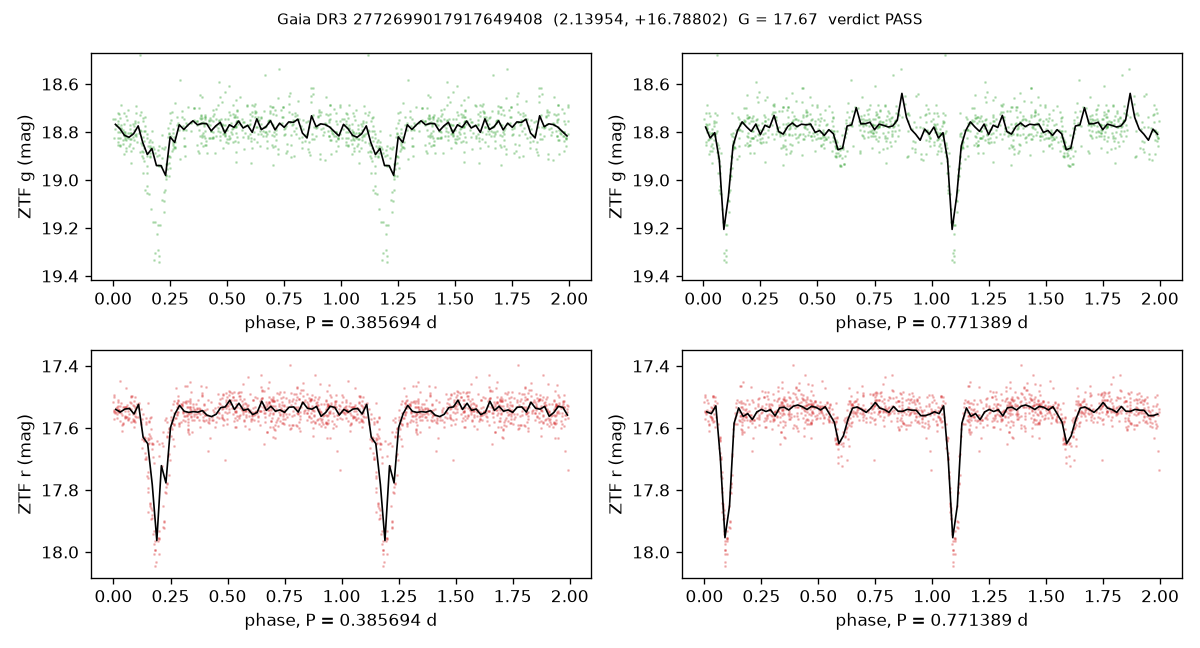 Gaia DR3 2772699017917649408  (2.13954, +16.78802)  G = 17.67  verdict PASS
ZTF g (mag)
18.6
18.8
19.0
19.2
19.4
0.00 0.25 0.50 0.75 1.00 1.25 1.50 1.75 2.00
phase, P = 0.385694 d
ZTF g (mag)
18.6
18.8
19.0
19.2
19.4
0.00 0.25 0.50 0.75 1.00 1.25 1.50 1.75 2.00
phase, P = 0.771389 d
ZTF r (mag)
17.4
17.6
17.8
18.0
0.00 0.25 0.50 0.75 1.00 1.25 1.50 1.75 2.00
phase, P = 0.385694 d
ZTF r (mag)
17.4
17.6
17.8
18.0
0.00 0.25 0.50 0.75 1.00 1.25 1.50 1.75 2.00
phase, P = 0.771389 d